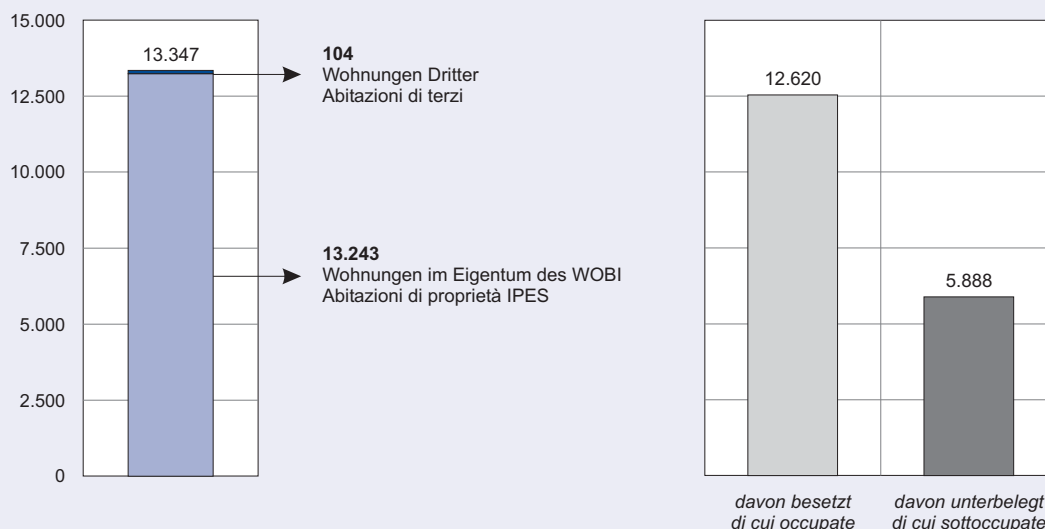 15.000
12.500
10.000
7.500
5.000
2.500
0
13.347
104
Wohnungen Dritter
Abitazioni di terzi
13.243
Wohnungen im Eigentum des WOBI
Abitazioni di proprietà IPES
12.620
5.888
davon besetzt
di cui occupate
davon unterbelegt
di cui sottoccupate